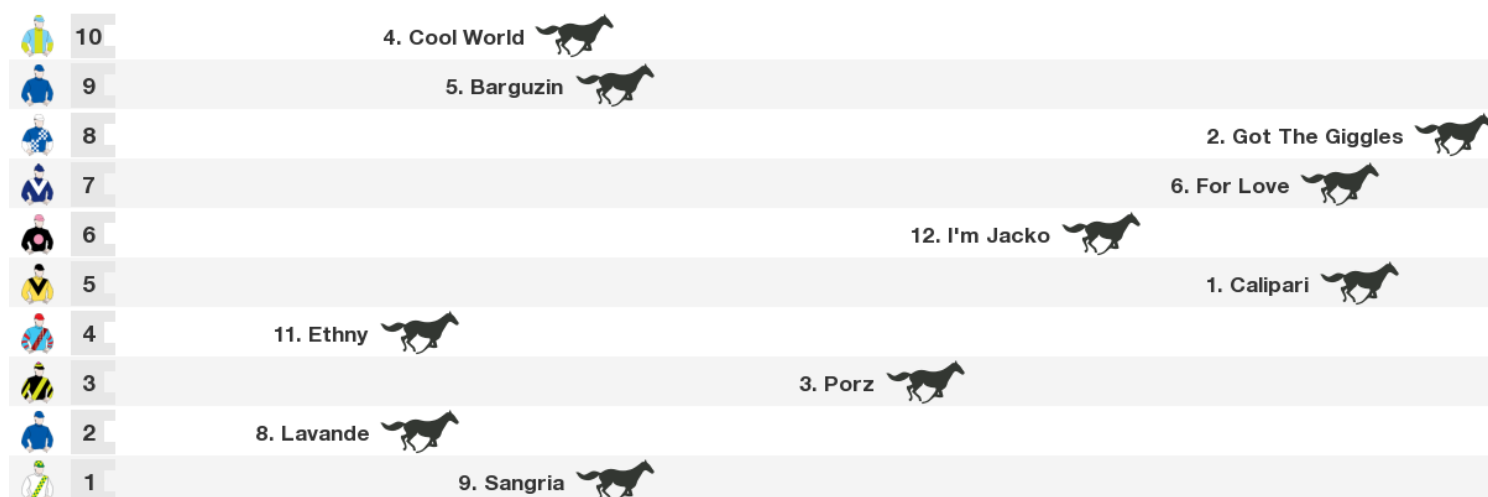 10 4. Cool World
9 5. Barguzin
8 2. Got The Giggles
7 6. For Love
6 12. I'm Jacko
5 1. Calipari
4 11. Ethny
3 3. Porz
2 8. Lavande
1 9. Sangria